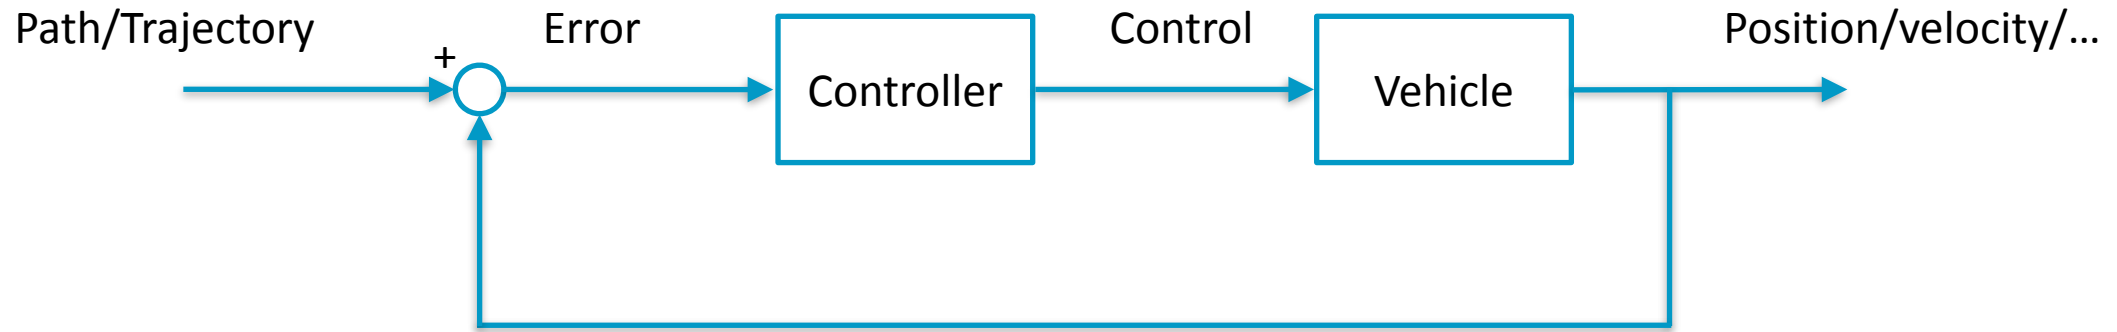 Path/Trajectory
+
Error
Controller
Control
Vehicle
Position/velocity/...